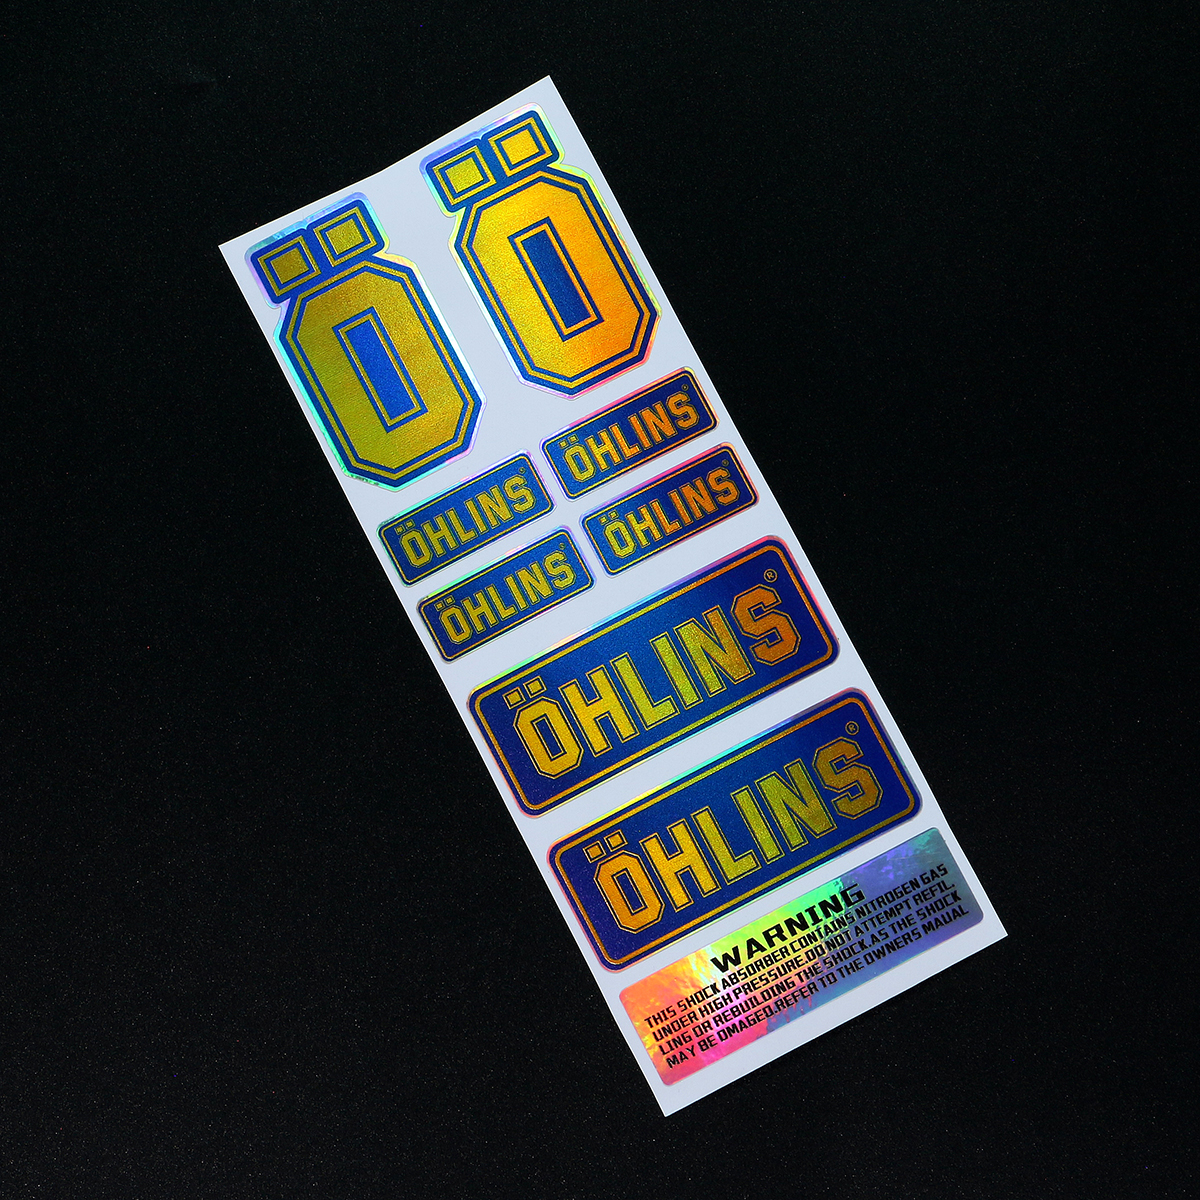 Ö
Ö
ÖHLINS
ÖHLINS
ÖHLINS
ÖHLINS
ÖHLINS®
ÖHLINS®
WARNING
THIS SHOCK ABSORBER CONTAINS NITROGEN GAS
UNDER HIGH PRESSURE.DO NOT ATTEMPT REFIL.
LING OR REBUILDING THE SHOCK.AS THE SHOCK
MAY BE DMAGED.REFER TO THE OWNERS MAUAL